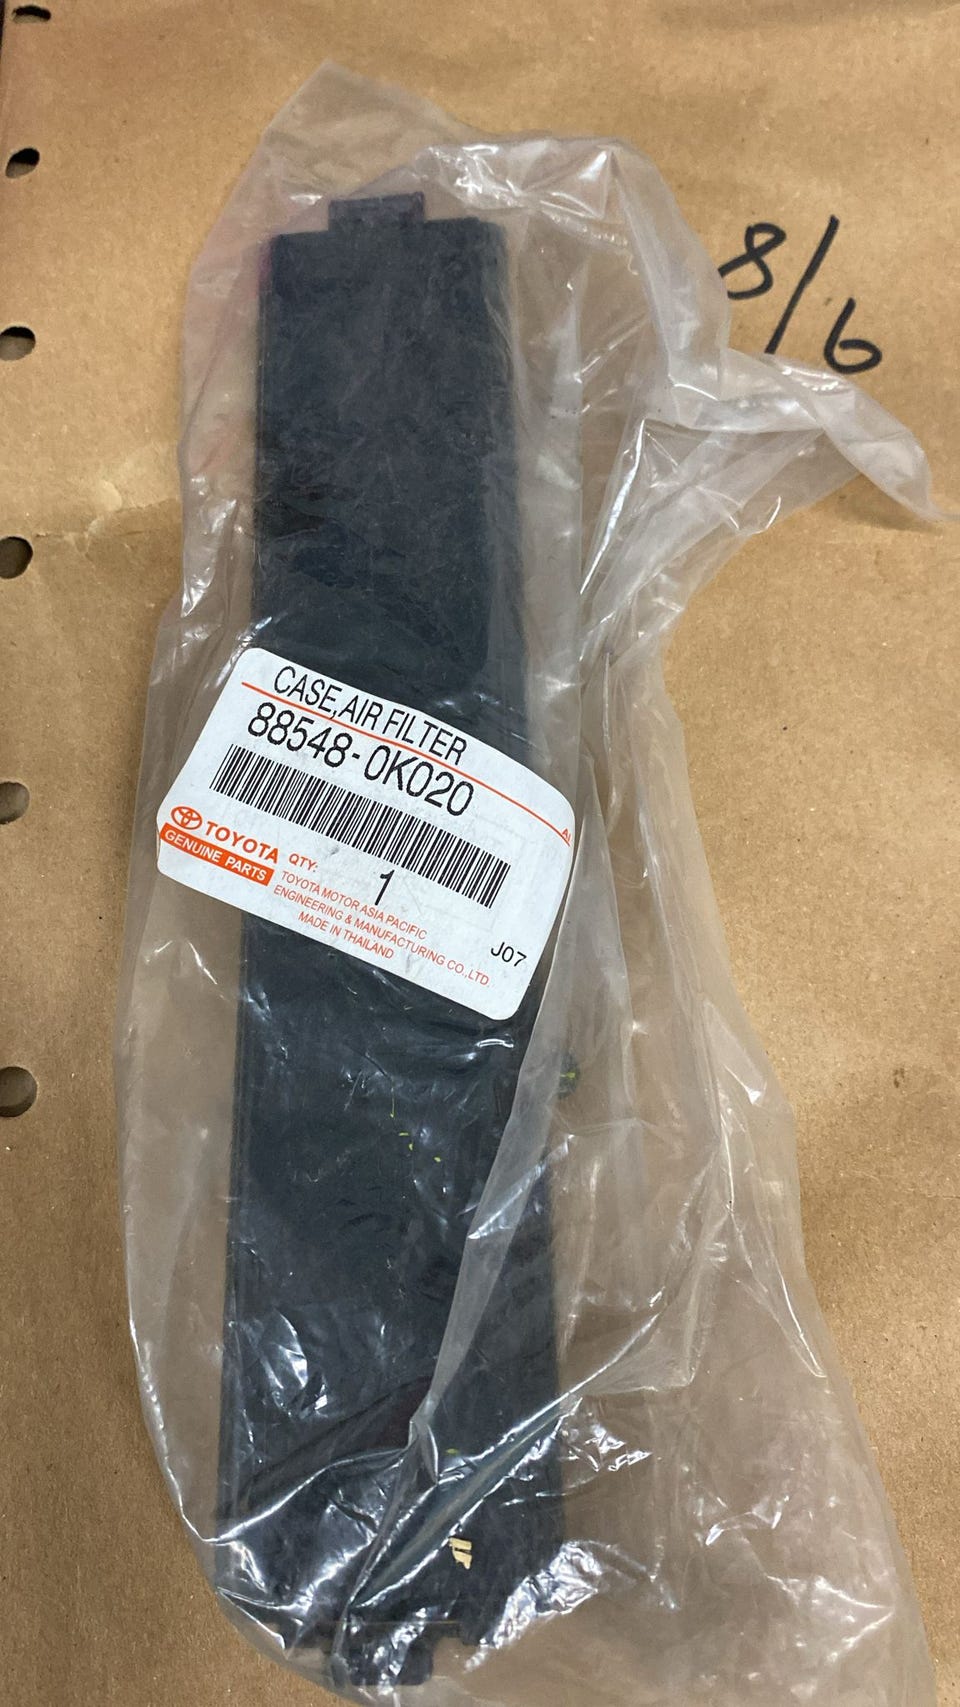 8/6
CASE,AIR FILTER
88548-0K020
TOYOTA
GENUINE PARTS
QTY:
1
TOYOTA MOTOR ASIA PACIFIC
ENGINEERING & MANUFACTURING CO.,LTD.
MADE IN THAILAND
J07